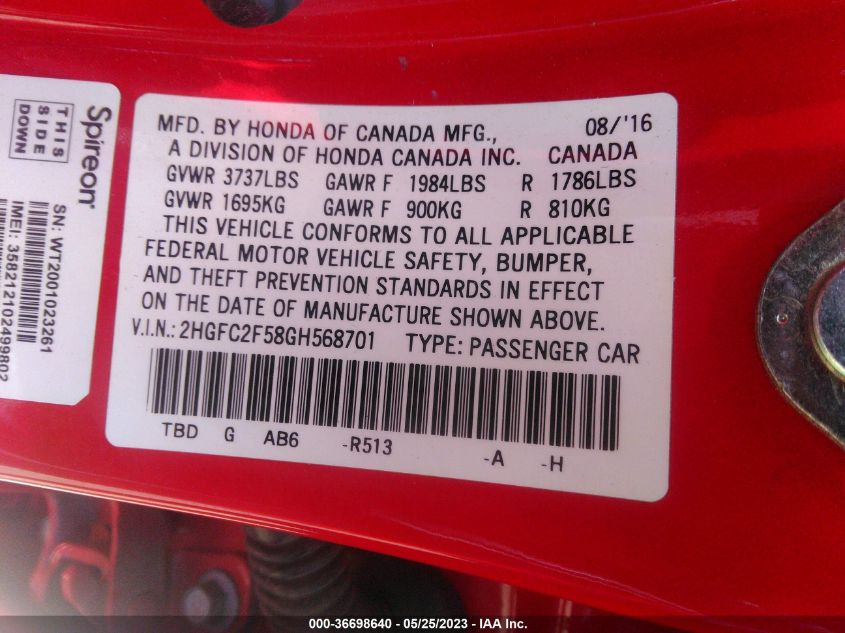 Spireon
THIS
SIDE
DOWN
SN: WT2001023261
IMEI: 358212102499802
MFD. BY HONDA OF CANADA MFG., 08/'16
A DIVISION OF HONDA CANADA INC. CANADA
GVWR 3737LBS GAWR F 1984LBS R 1786LBS
GVWR 1695KG GAWR F 900KG R 810KG
THIS VEHICLE CONFORMS TO ALL APPLICABLE
FEDERAL MOTOR VEHICLE SAFETY, BUMPER,
AND THEFT PREVENTION STANDARDS IN EFFECT
ON THE DATE OF MANUFACTURE SHOWN ABOVE.
V.I.N.: 2HGFC2F58GH568701 TYPE: PASSENGER CAR
TBD G AB6 -R513 -A -H
000-36698640 - 05/25/2023 - IAA Inc.